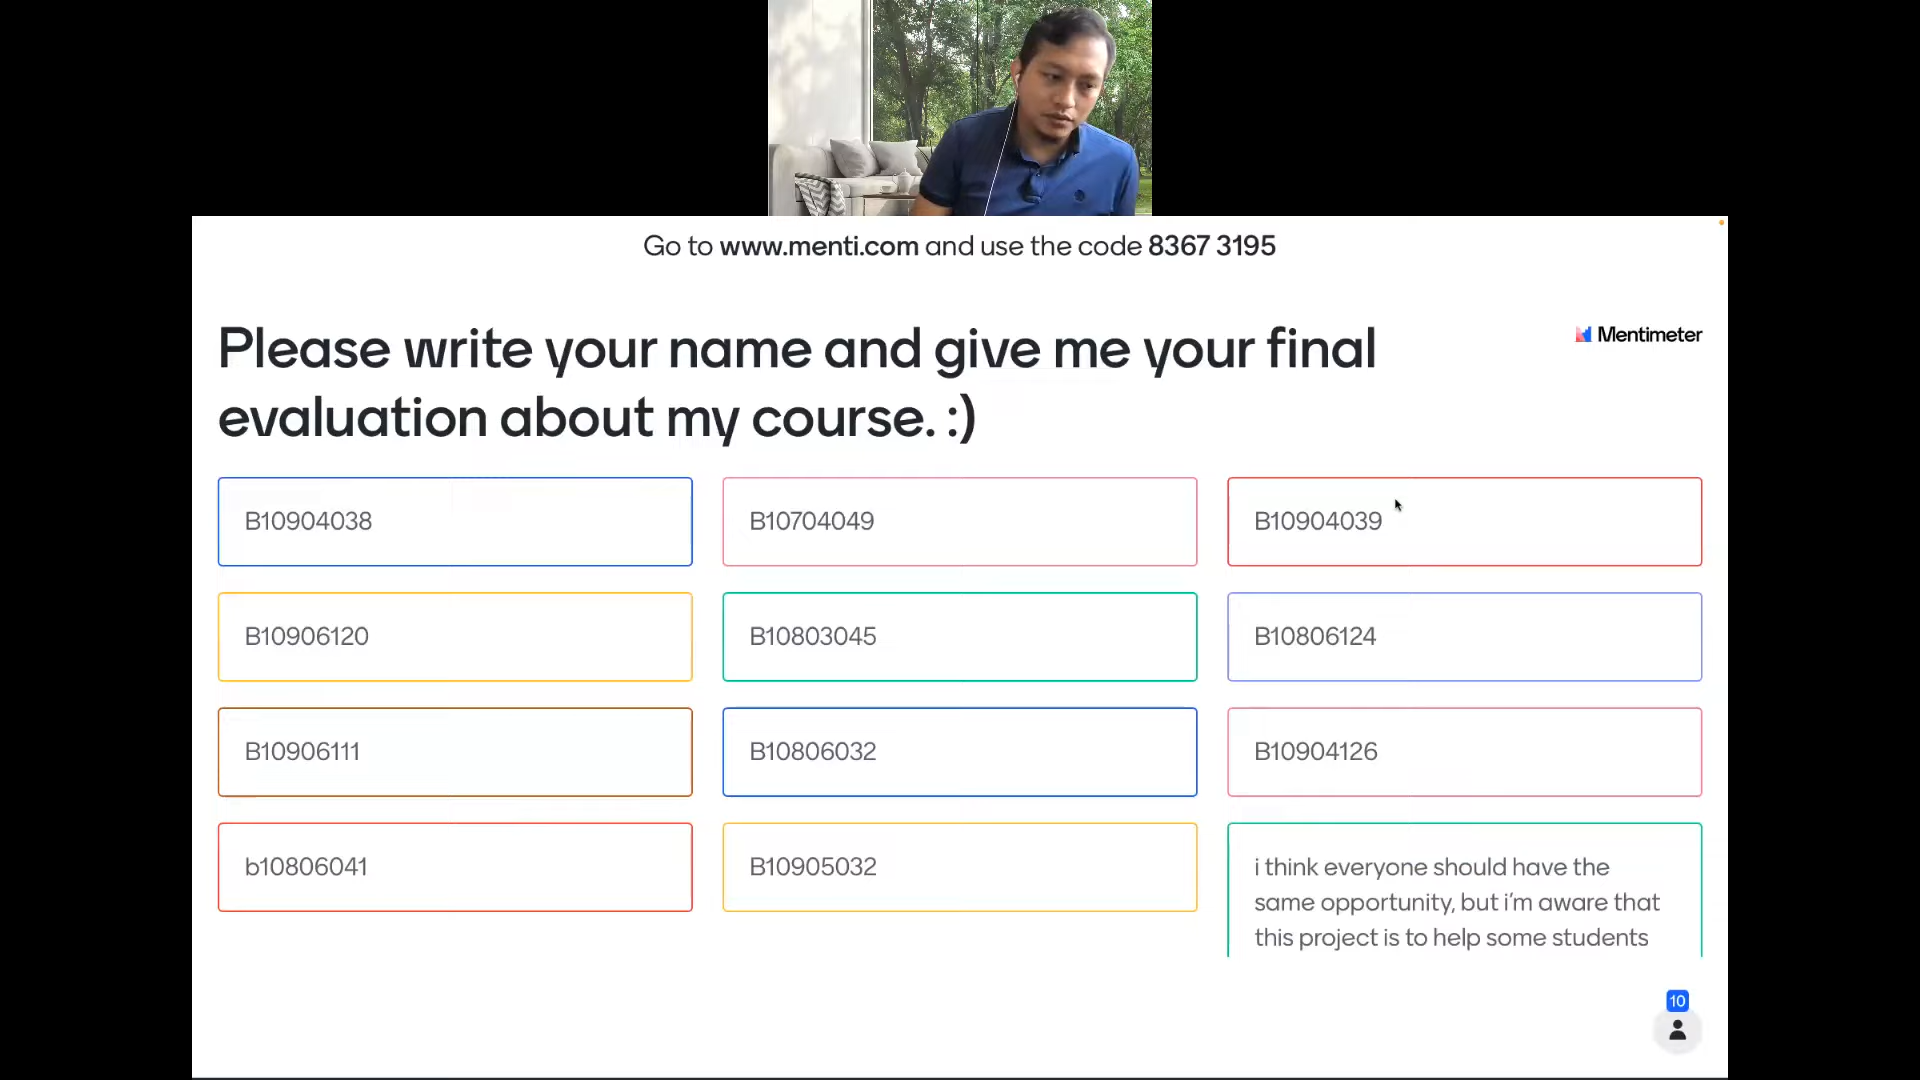 Go to www.menti.com and use the code 8367 3195
Please write your name and give me your final
evaluation about my course. :)
Mentimeter
B10904038
B10704049
B10904039
B10906120
B10803045
B10806124
B10906111
B10806032
B10904126
b10806041
B10905032
i think everyone should have the
same opportunity, but i'm aware that
this project is to help some students
10